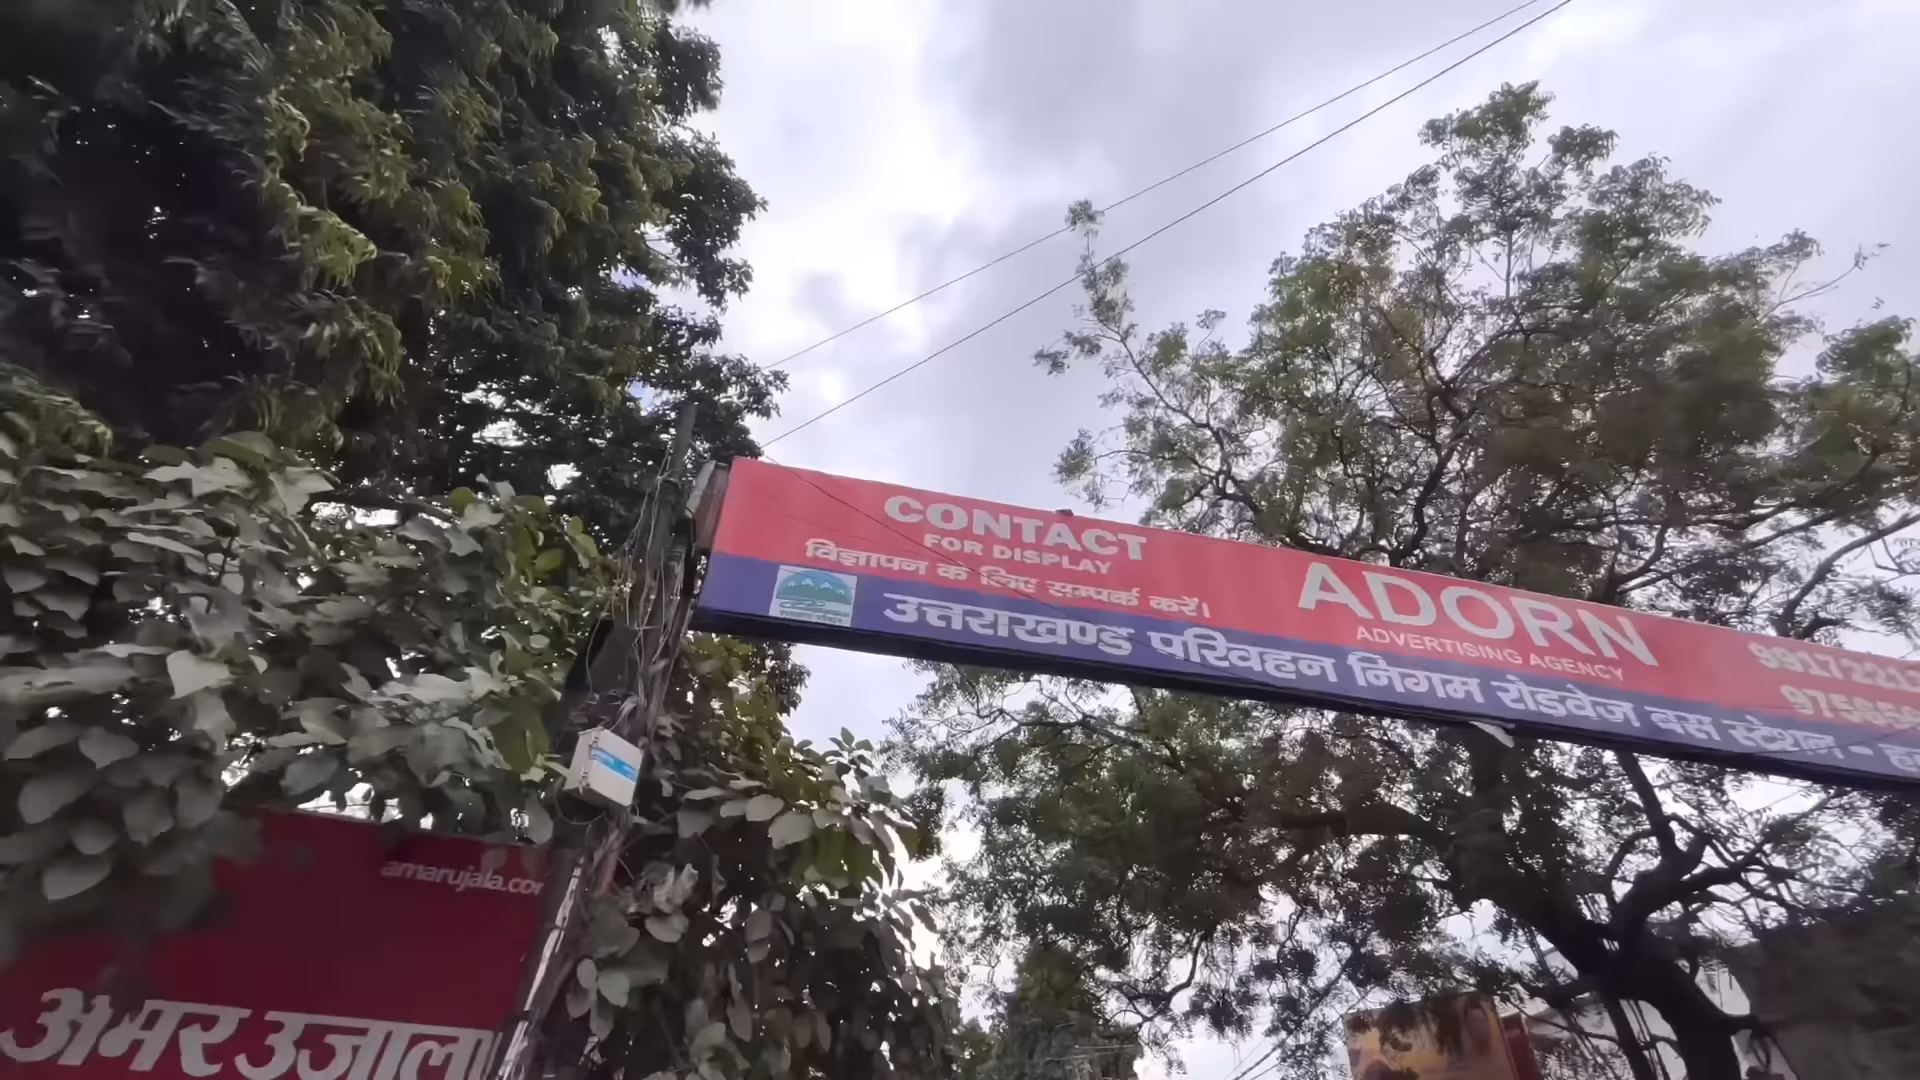 CONTACT
FOR DISPLAY
विज्ञापन के लिए सम्पर्क करें।
ADORN
ADVERTISING AGENCY
उत्तराखण्ड परिवहन निगम रोडवेज बस स्टेशन -
amarujala.co
अमर उजाला